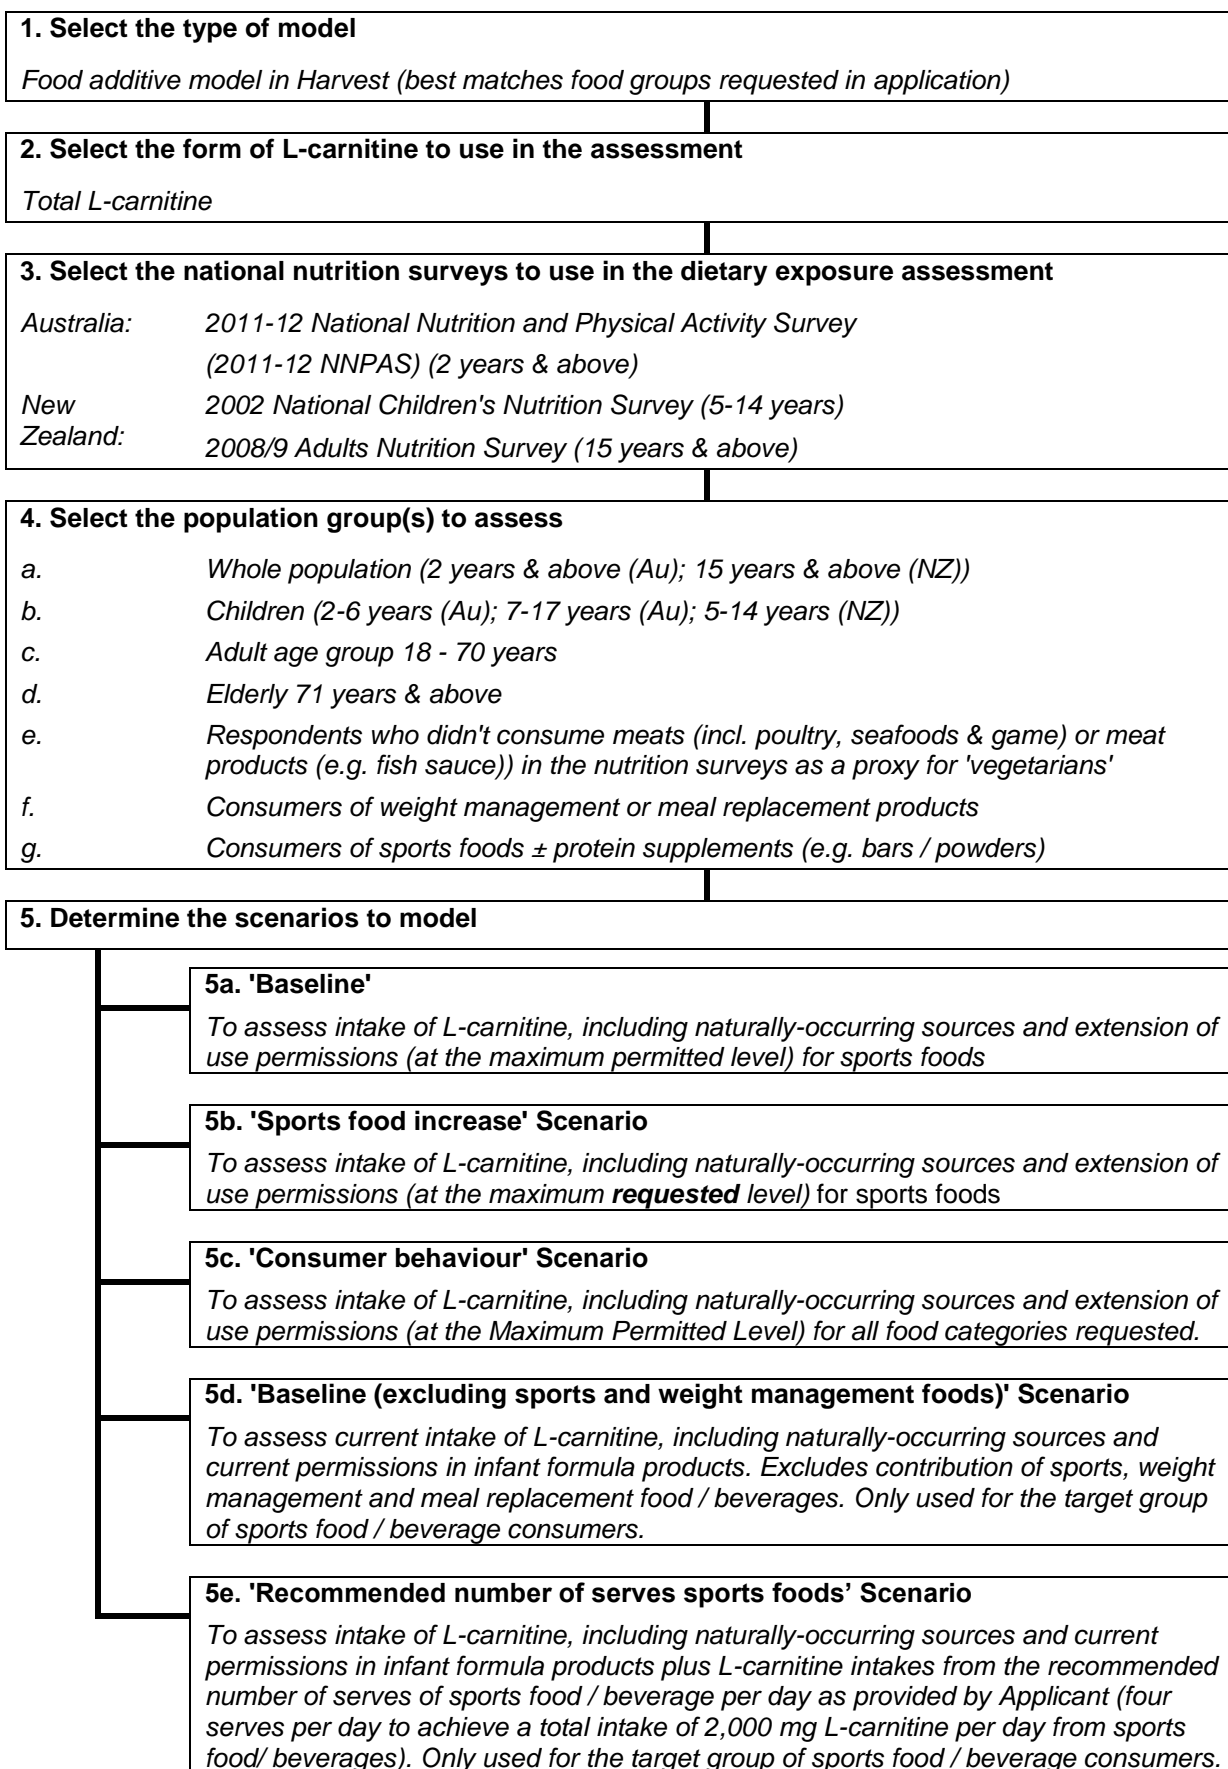 1. Select the type of model
Food additive model in Harvest (best matches food groups requested in application)
2. Select the form of L-carnitine to use in the assessment
Total L-carnitine
3. Select the national nutrition surveys to use in the dietary exposure assessment
Australia: 2011-12 National Nutrition and Physical Activity Survey
(2011-12 NNPAS) (2 years & above)
New Zealand: 2002 National Children's Nutrition Survey (5-14 years)
2008/9 Adults Nutrition Survey (15 years & above)
4. Select the population group(s) to assess
a. Whole population (2 years & above (Au); 15 years & above (NZ))
b. Children (2-6 years (Au); 7-17 years (Au); 5-14 years (NZ))
c. Adult age group 18 - 70 years
d. Elderly 71 years & above
e. Respondents who didn't consume meats (incl. poultry, seafoods & game) or meat
products (e.g. fish sauce)) in the nutrition surveys as a proxy for 'vegetarians'
f. Consumers of weight management or meal replacement products
g. Consumers of sports foods ± protein supplements (e.g. bars / powders)
5. Determine the scenarios to model
5a. 'Baseline'
To assess intake of L-carnitine, including naturally-occurring sources and extension of
use permissions (at the maximum permitted level) for sports foods
5b. 'Sports food increase' Scenario
To assess intake of L-carnitine, including naturally-occurring sources and extension of
use permissions (at the maximum requested level) for sports foods
5c. 'Consumer behaviour' Scenario
To assess intake of L-carnitine, including naturally-occurring sources and extension of
use permissions (at the Maximum Permitted Level) for all food categories requested.
5d. 'Baseline (excluding sports and weight management foods)' Scenario
To assess current intake of L-carnitine, including naturally-occurring sources and
current permissions in infant formula products. Excludes contribution of sports, weight
management and meal replacement food / beverages. Only used for the target group
of sports food / beverage consumers.
5e. 'Recommended number of serves sports foods’ Scenario
To assess intake of L-carnitine, including naturally-occurring sources and current
permissions in infant formula products plus L-carnitine intakes from the recommended
number of serves of sports food / beverage per day as provided by Applicant (four
serves per day to achieve a total intake of 2,000 mg L-carnitine per day from sports
food/ beverages). Only used for the target group of sports food / beverage consumers.